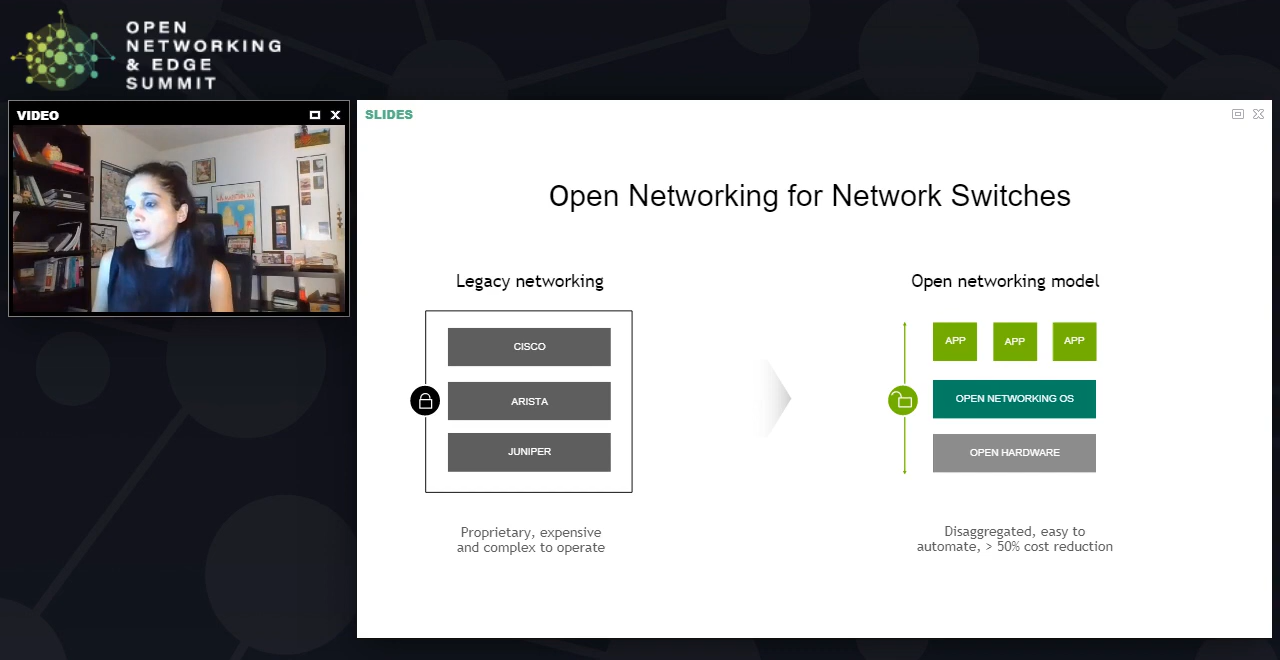 OPEN
NETWORKING
& EDGE
SUMMIT
VIDEO
SLIDES
Open Networking for Network Switches
Legacy networking
CISCO
ARISTA
JUNIPER
Proprietary, expensive
and complex to operate
Open networking model
APP APP APP
OPEN NETWORKING OS
OPEN HARDWARE
Disaggregated, easy to
automate, > 50% cost reduction